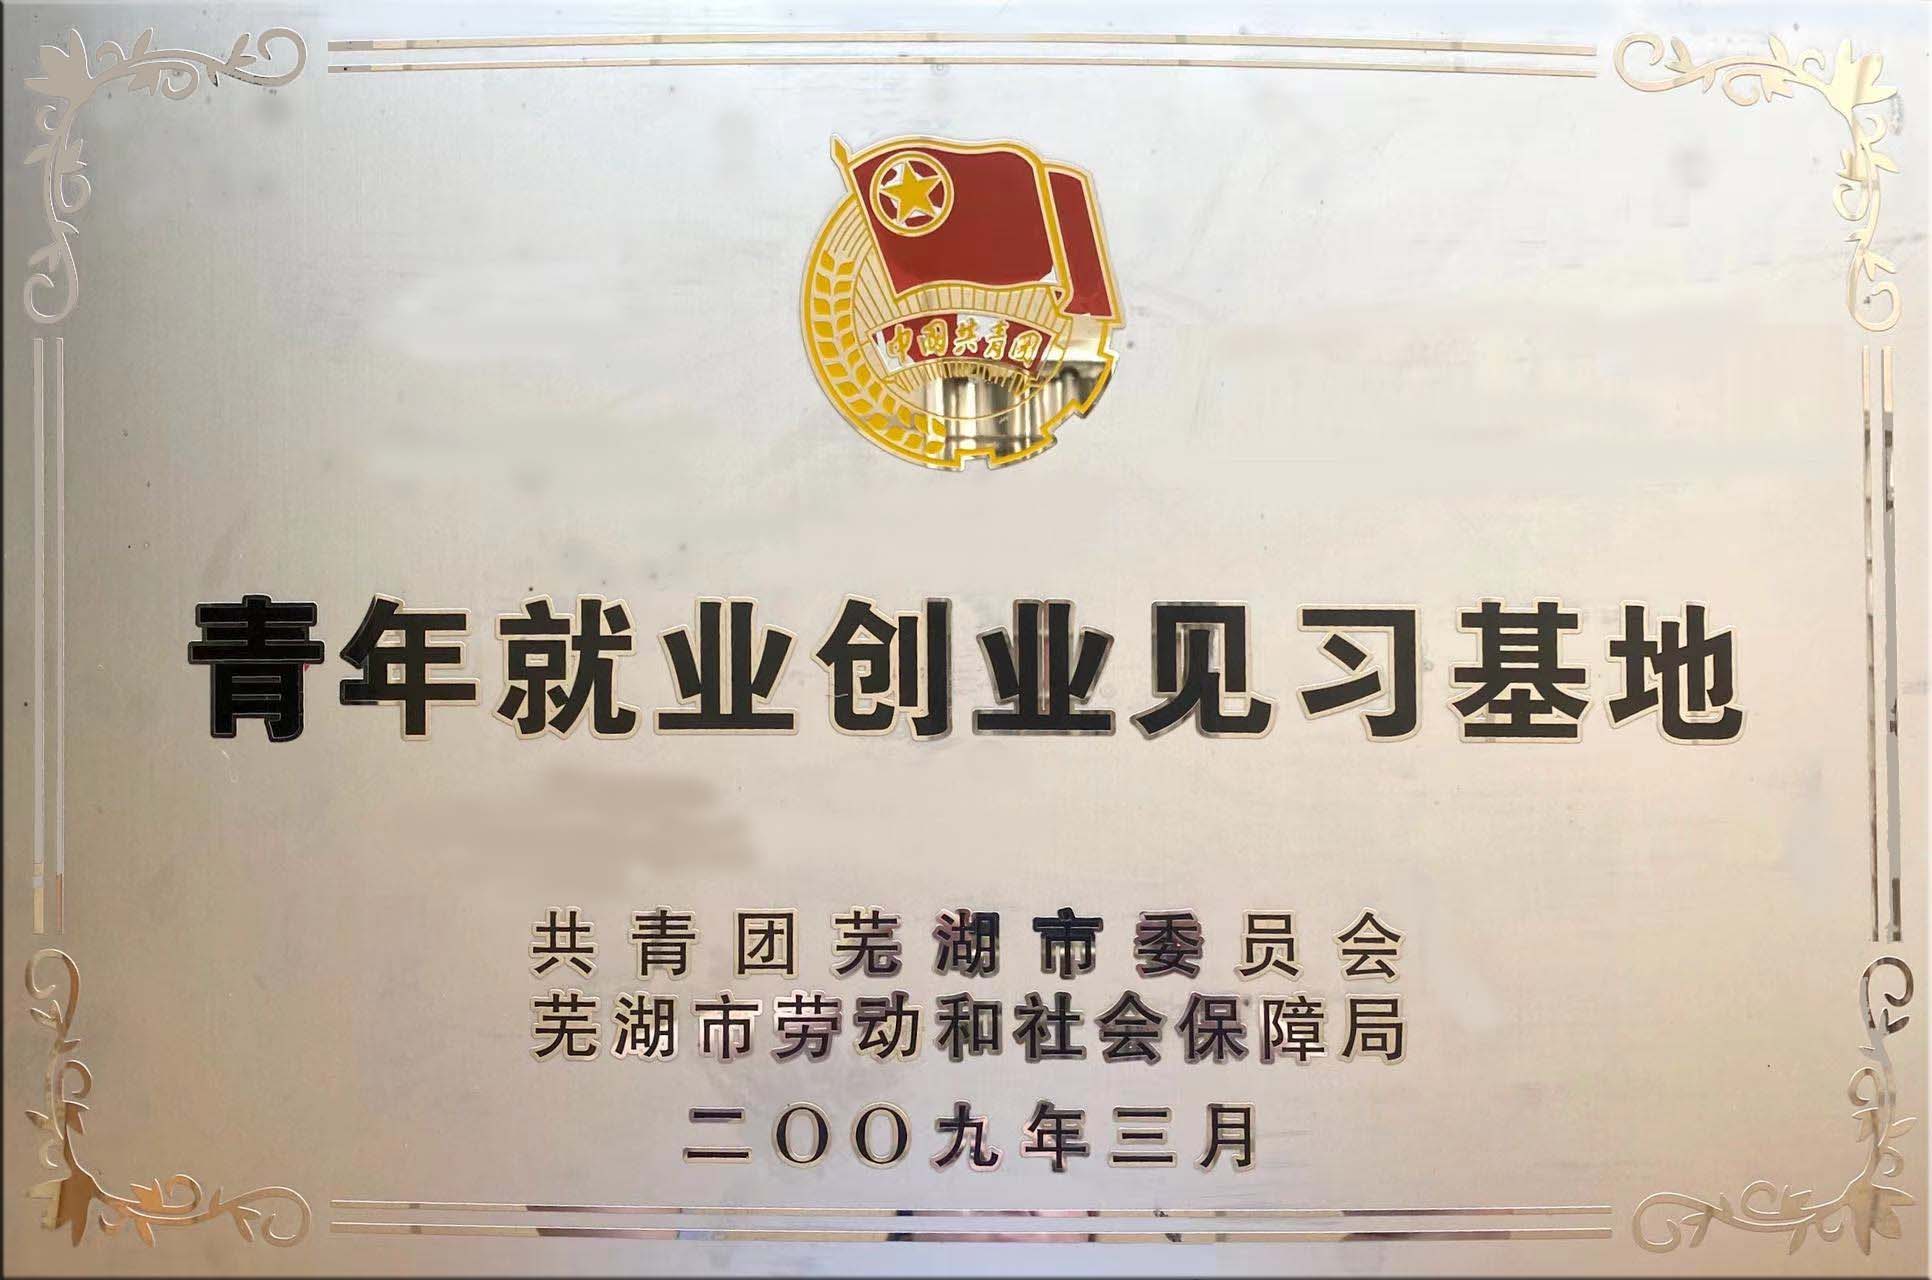 中国共青团
青年就业创业见习基地
共青团芜湖市委员会
芜湖市劳动和社会保障局
二〇〇九年三月